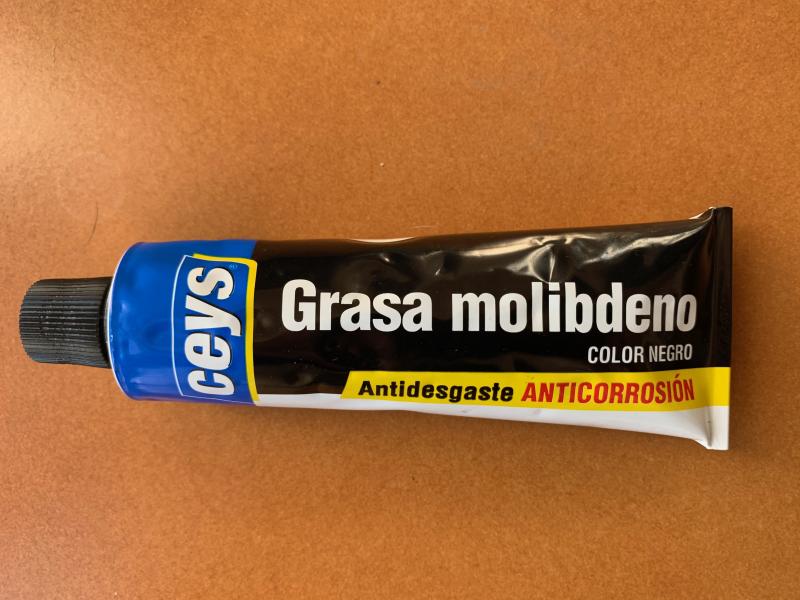 ceys
Grasa molibdeno
COLOR NEGRO
Antidesgaste ANTICORROSIÓN